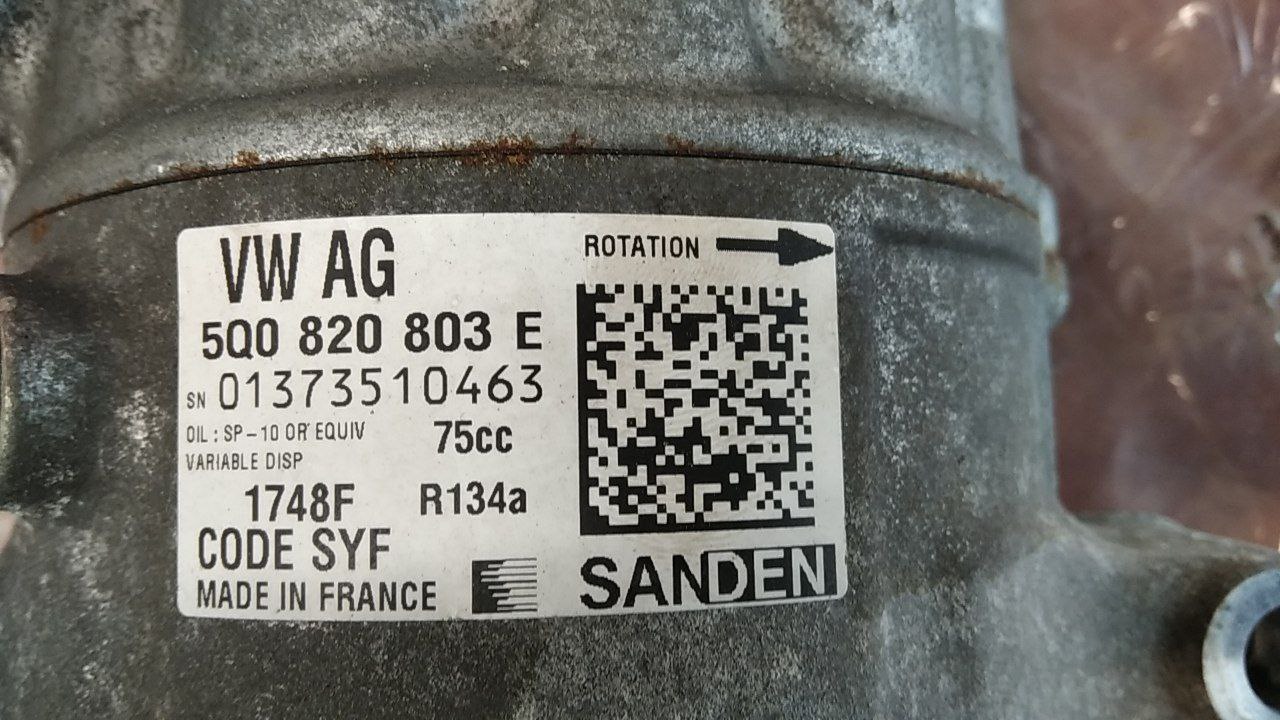 VW AG
ROTATION
5Q0 820 803 E
SN 01373510463
OIL : SP-10 OR EQUIV 75cc
VARIABLE DISP
1748F R134a
CODE SYF
MADE IN FRANCE
SANDEN